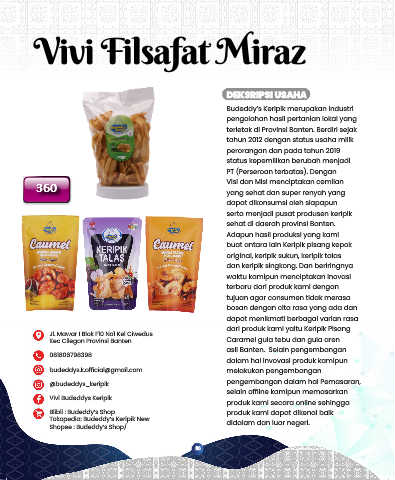 Vivi Filsafat Miraz
DEKSRIPSI USAHA
Budeddy's Keripik merupakan industri
pengolahan hasil pertanian lokal yang
terletak di Provinsi Banten. Berdiri sejak
tahun 2012 dengan status usaha milik
perorangan dan pada tahun 2019
status kepemilikan berubah menjadi
PT (Perseroan terbatas). Dengan
Visi dan Misi menciptakan cemilan
yang sehat dan super renyah yang
dapat dikonsumsi oleh siapapun
serta menjadi pusat produsen keripik
sehat di daerah provinsi Banten.
Adapun hasil produksi yang kami
buat antara lain Keripik pisang kepok
original, keripik sukun, keripik talas
dan keripik singkong. Dan beriringnya
waktu kamipun menciptakan inovasi
terbaru dari produk kami dengan
tujuan agar konsumen tidak merasa
bosan dengan cita rasa yang ada dan
dapat menikmati berbagai varian rasa
dari produk kami yaitu Keripik Pisang
Caramel gula tebu dan gula aren
asli Banten. Selain pengembangan
dalam hal inovasi produk kamipun
melakukan pengembangan
pengembangan dalam hal Pemasaran,
selain offline kamipun memasarkan
produk kami secara online sehingga
produk kami dapat dikenal baik
didalam dan luar negeri.
360
Caumel
KERIPIK
TALAS
Caumel
Jl. Mawar I Blok F10 No1 Kel Ciwedus
Kec Cilegon Provinsi Banten
081808798398
budeddys.k.official@gmail.com
@budeddys_keripik
Vivi Budeddys Keripik
Blibli : Budeddy's Shop
Tokopedia: Budeddy's Keripik New
Shopee : Budeddy's Shop/